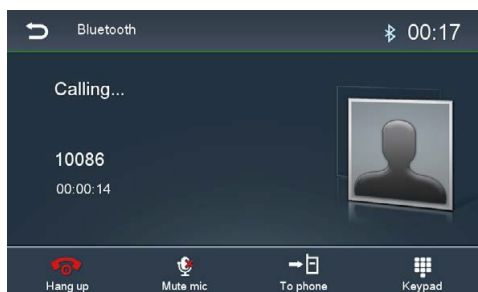 Bluetooth
00:17
Calling...
10086
00:00:14
Hang up
Mute mic
To phone
Keypad